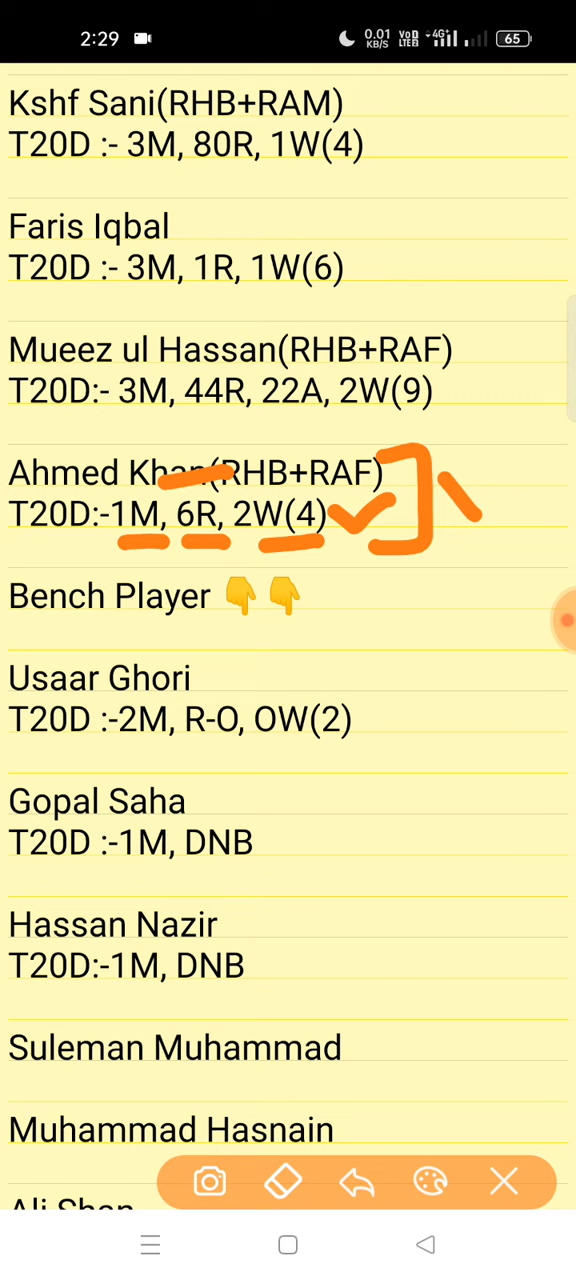 2:29
0.01 KB/S VoD LTE2 4G+ 65
Kshf Sani(RHB+RAM)
T20D :- 3M, 80R, 1W(4)
Faris Iqbal
T20D :- 3M, 1R, 1W(6)
Mueez ul Hassan(RHB+RAF)
T20D:- 3M, 44R, 22A, 2W(9)
Ahmed Khan(RHB+RAF)
T20D:-1M, 6R, 2W(4)
Bench Player 👇👇
Usaar Ghori
T20D :-2M, R-O, OW(2)
Gopal Saha
T20D :-1M, DNB
Hassan Nazir
T20D:-1M, DNB
Suleman Muhammad
Muhammad Hasnain